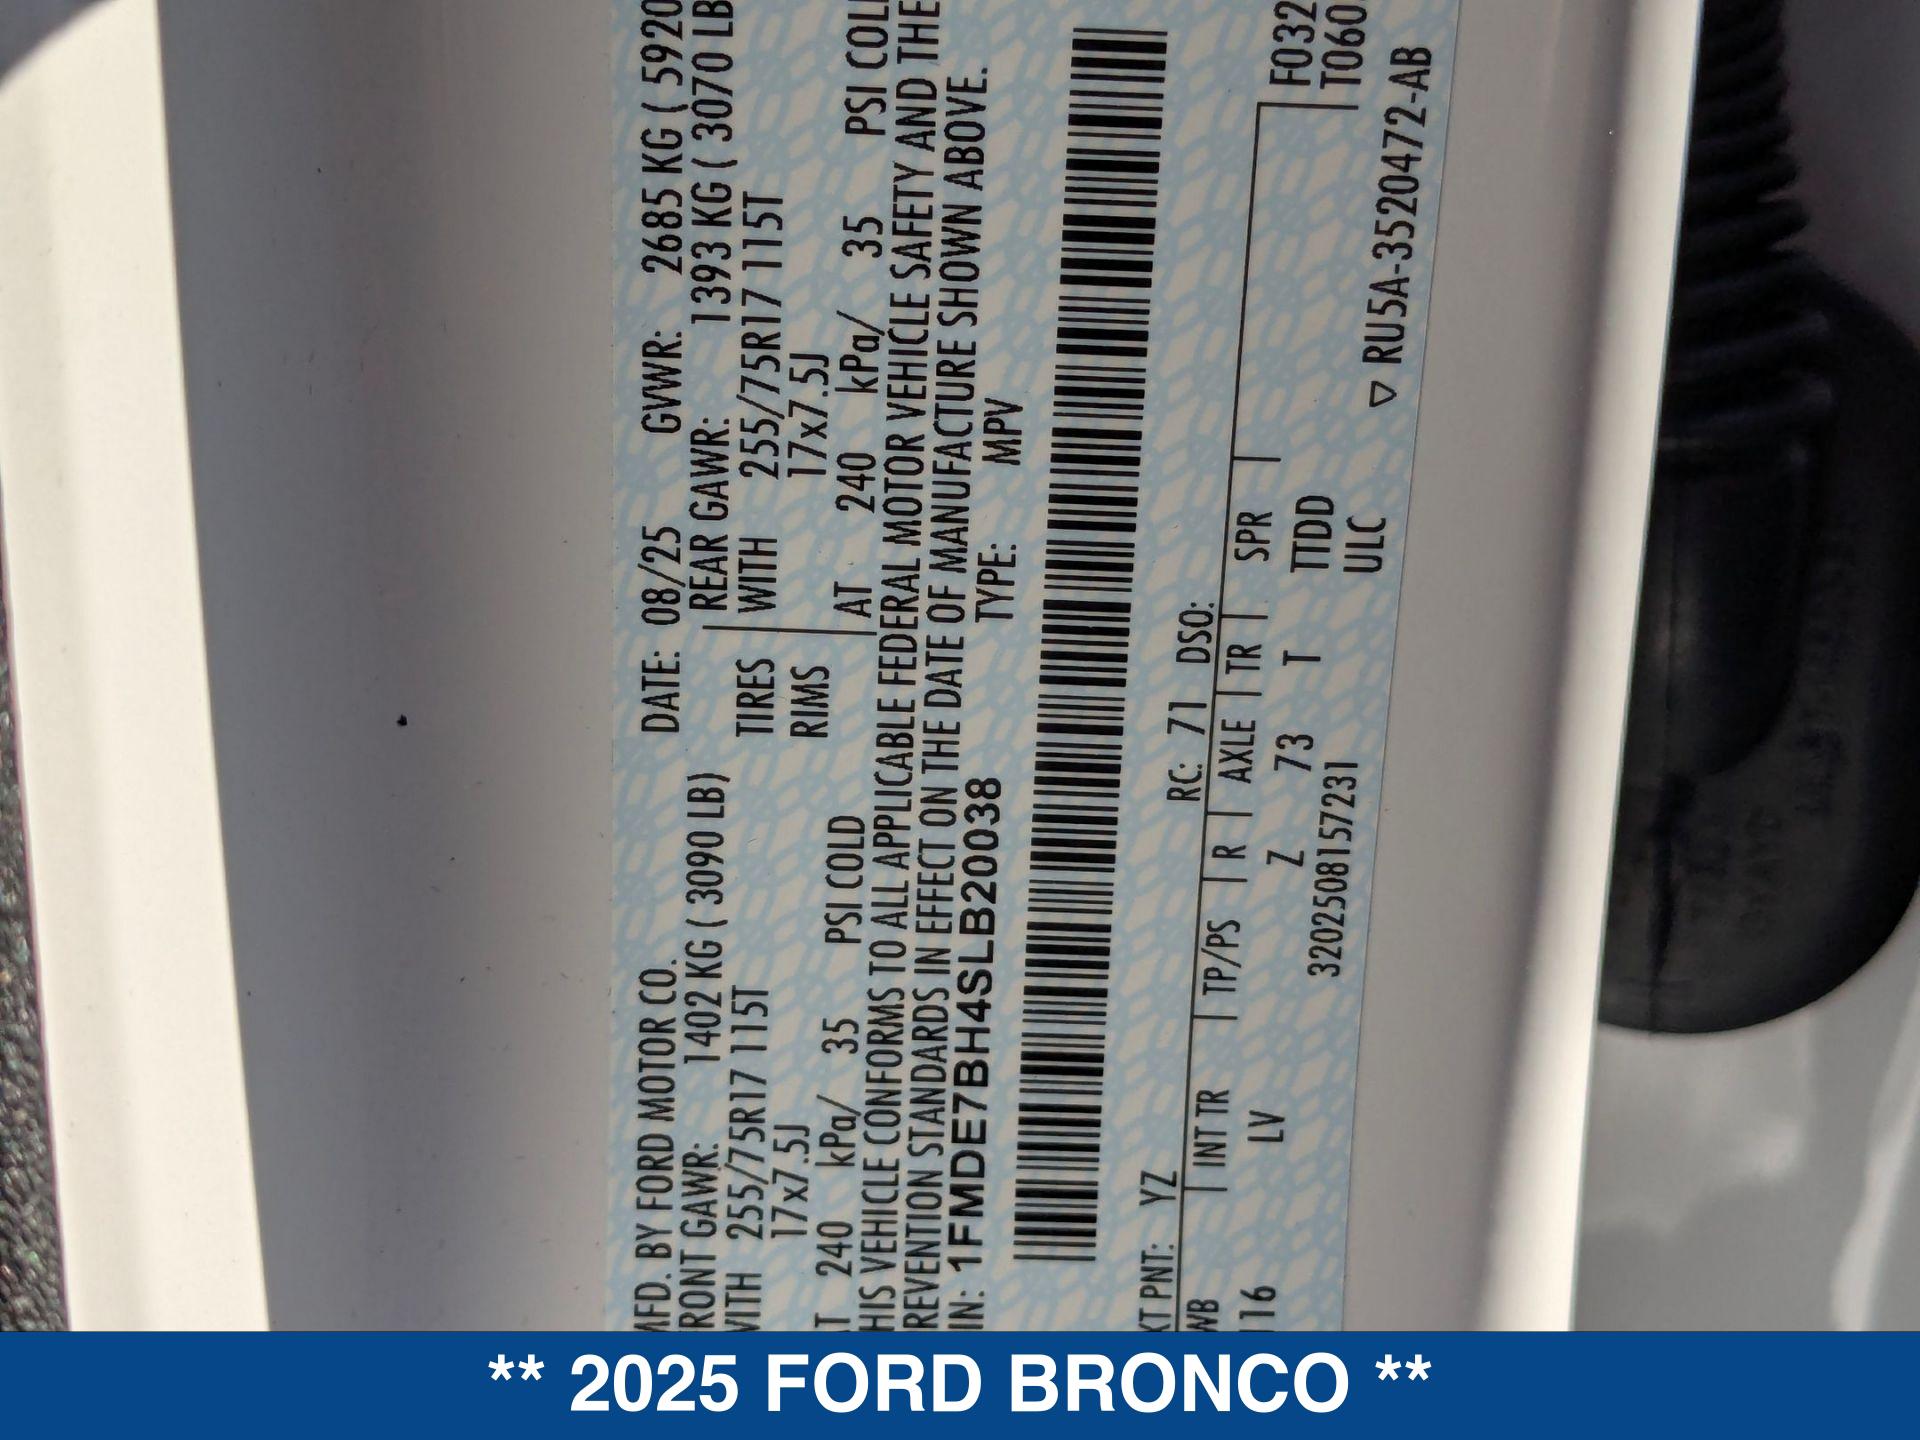 MFD. BY FORD MOTOR CO. DATE: 08/25 GVWR: 2685 KG ( 5920
FRONT GAWR: 1402 KG ( 3090 LB) REAR GAWR: 1393 KG ( 3070 LB
WITH 255/75R17 115T TIRES WITH 255/75R17 115T
17x7.5J RIMS 17x7.5J
AT 240 kPa/ 35 PSI COLD AT 240 kPa/ 35 PSI COL
HIS VEHICLE CONFORMS TO ALL APPLICABLE FEDERAL MOTOR VEHICLE SAFETY AND THE
REVENTION STANDARDS IN EFFECT ON THE DATE OF MANUFACTURE SHOWN ABOVE.
IN: 1FMDE7BH4SLB20038 TYPE: MPV
XT PNT: YZ RC: 71 DSO:
WB | INT TR | TP/PS | R | AXLE | TR | SPR |
116 LV Z 73 T TTDD F032
3202508157231 ULC T060
▽ RU5A-3520472-AB
** 2025 FORD BRONCO **